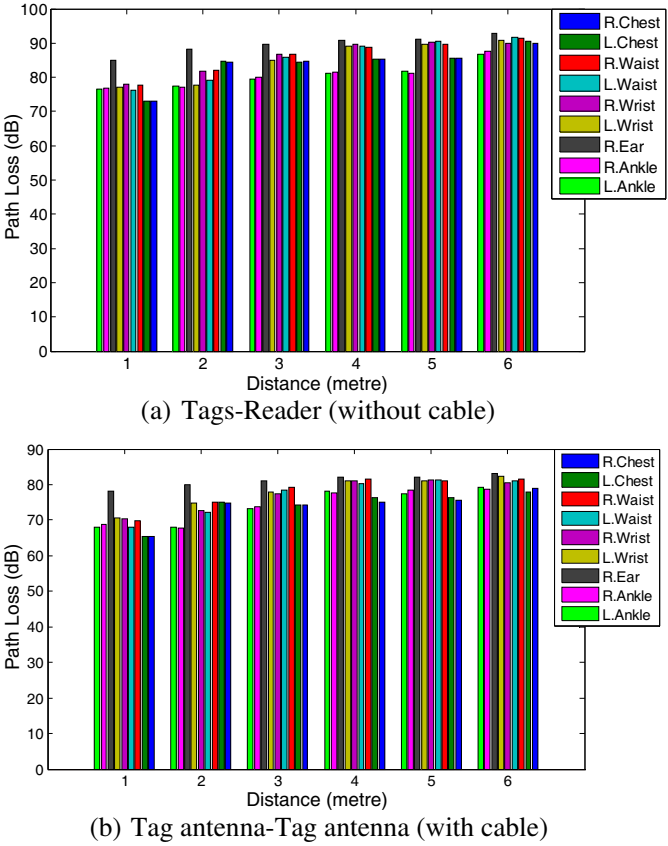 100
90
80
70
60
50
40
30
20
10
0
Path Loss (dB)
1 2 3 4 5 6
Distance (metre)
R.Chest
L.Chest
R.Waist
L.Waist
R.Wrist
L.Wrist
R.Ear
R.Ankle
L.Ankle
(a) Tags-Reader (without cable)
90
80
70
60
50
40
30
20
10
0
Path Loss (dB)
1 2 3 4 5 6
Distance (metre)
R.Chest
L.Chest
R.Waist
L.Waist
R.Wrist
L.Wrist
R.Ear
R.Ankle
L.Ankle
(b) Tag antenna-Tag antenna (with cable)